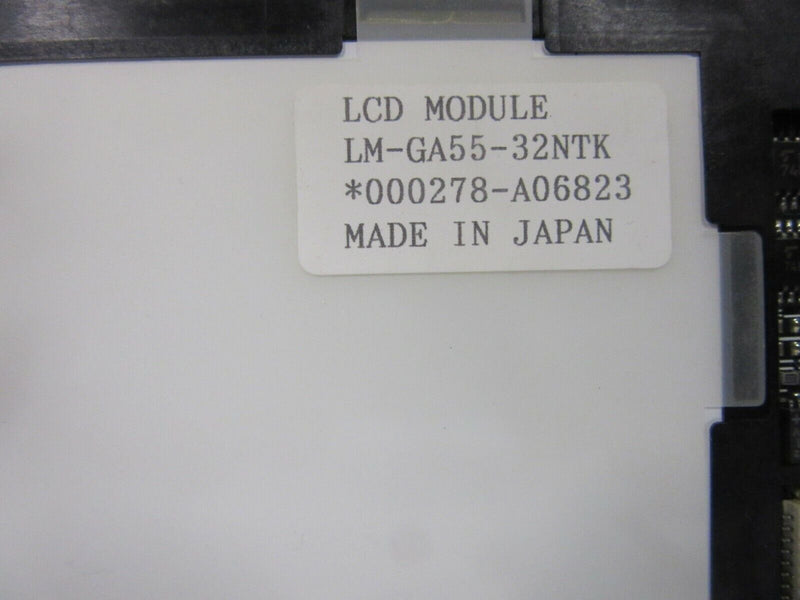 LCD MODULE
LM-GA55-32NTK
*000278-A06823
MADE IN JAPAN